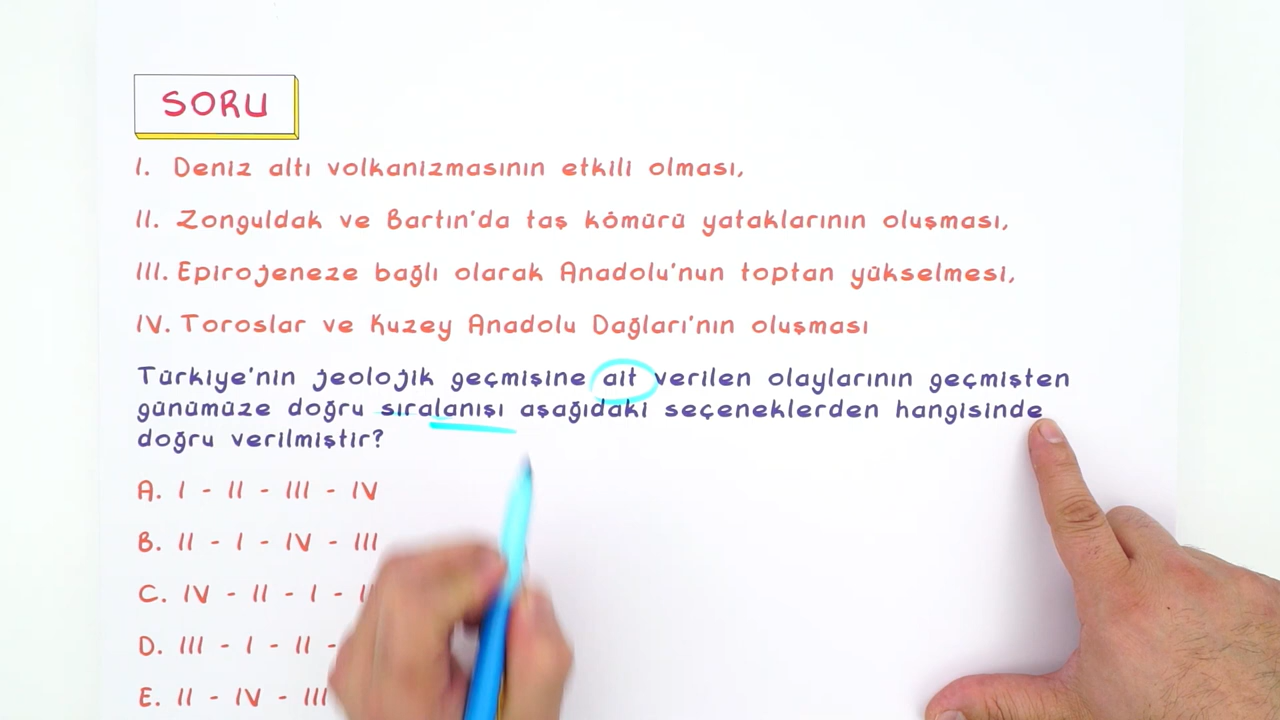 SORU
I. Deniz altı volkanizmasının etkili olması,
II. Zonguldak ve Bartın'da taş kömürü yataklarının oluşması,
III. Epirojeneze bağlı olarak Anadolu'nun toptan yükselmesi,
IV. Toroslar ve Kuzey Anadolu Dağları'nın oluşması
Türkiye'nin jeolojik geçmişine ait verilen olaylarının geçmişten
günümüze doğru sıralanışı aşağıdaki seçeneklerden hangisinde
doğru verilmiştir?
A. I - II - III - IV
B. II - I - IV - III
C. IV - II - I -
D. III - I - II -
E. II - IV - III